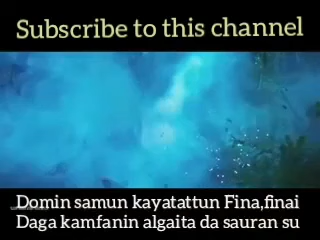 Subscribe to this channel
Domin samun kayatattun Fina,finai
Daga kamfanin algaita da sauran su